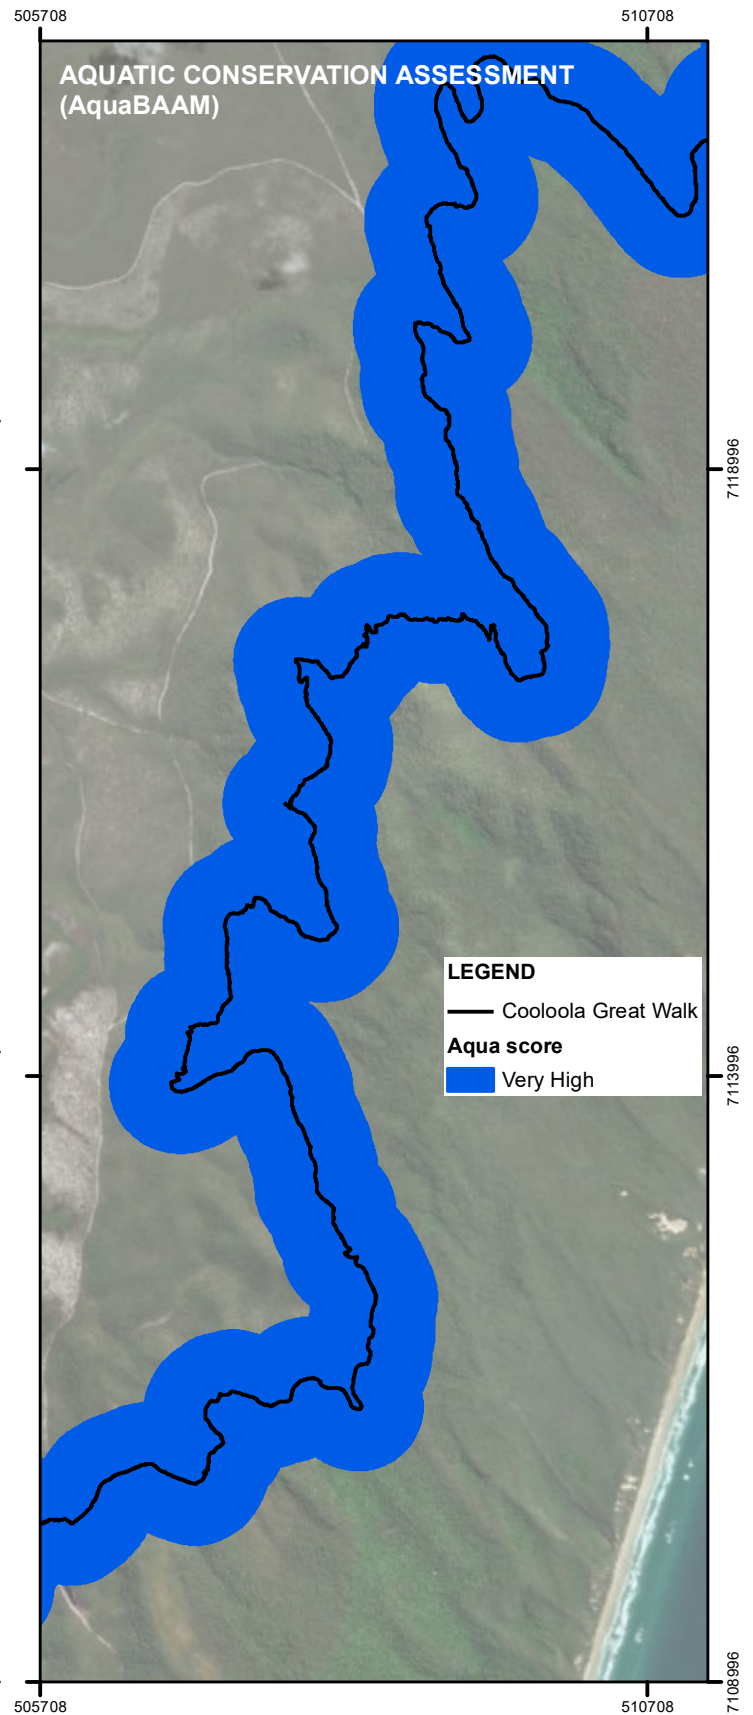 505708
510708
AQUATIC CONSERVATION ASSESSMENT
(AquaBAAM)
7118996
LEGEND
Cooloola Great Walk
Aqua score
Very High
7113996
7108996
505708
510708